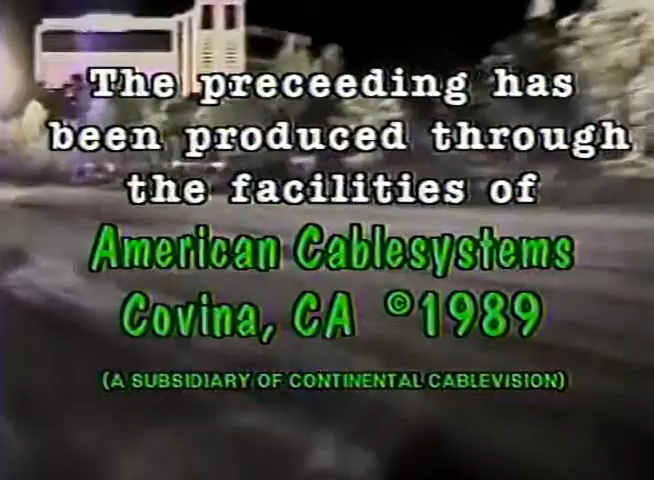 The preceeding has
been produced through
the facilities of
American Cablesystems
Covina, CA ©1989
(A SUBSIDIARY OF CONTINENTAL CABLEVISION)